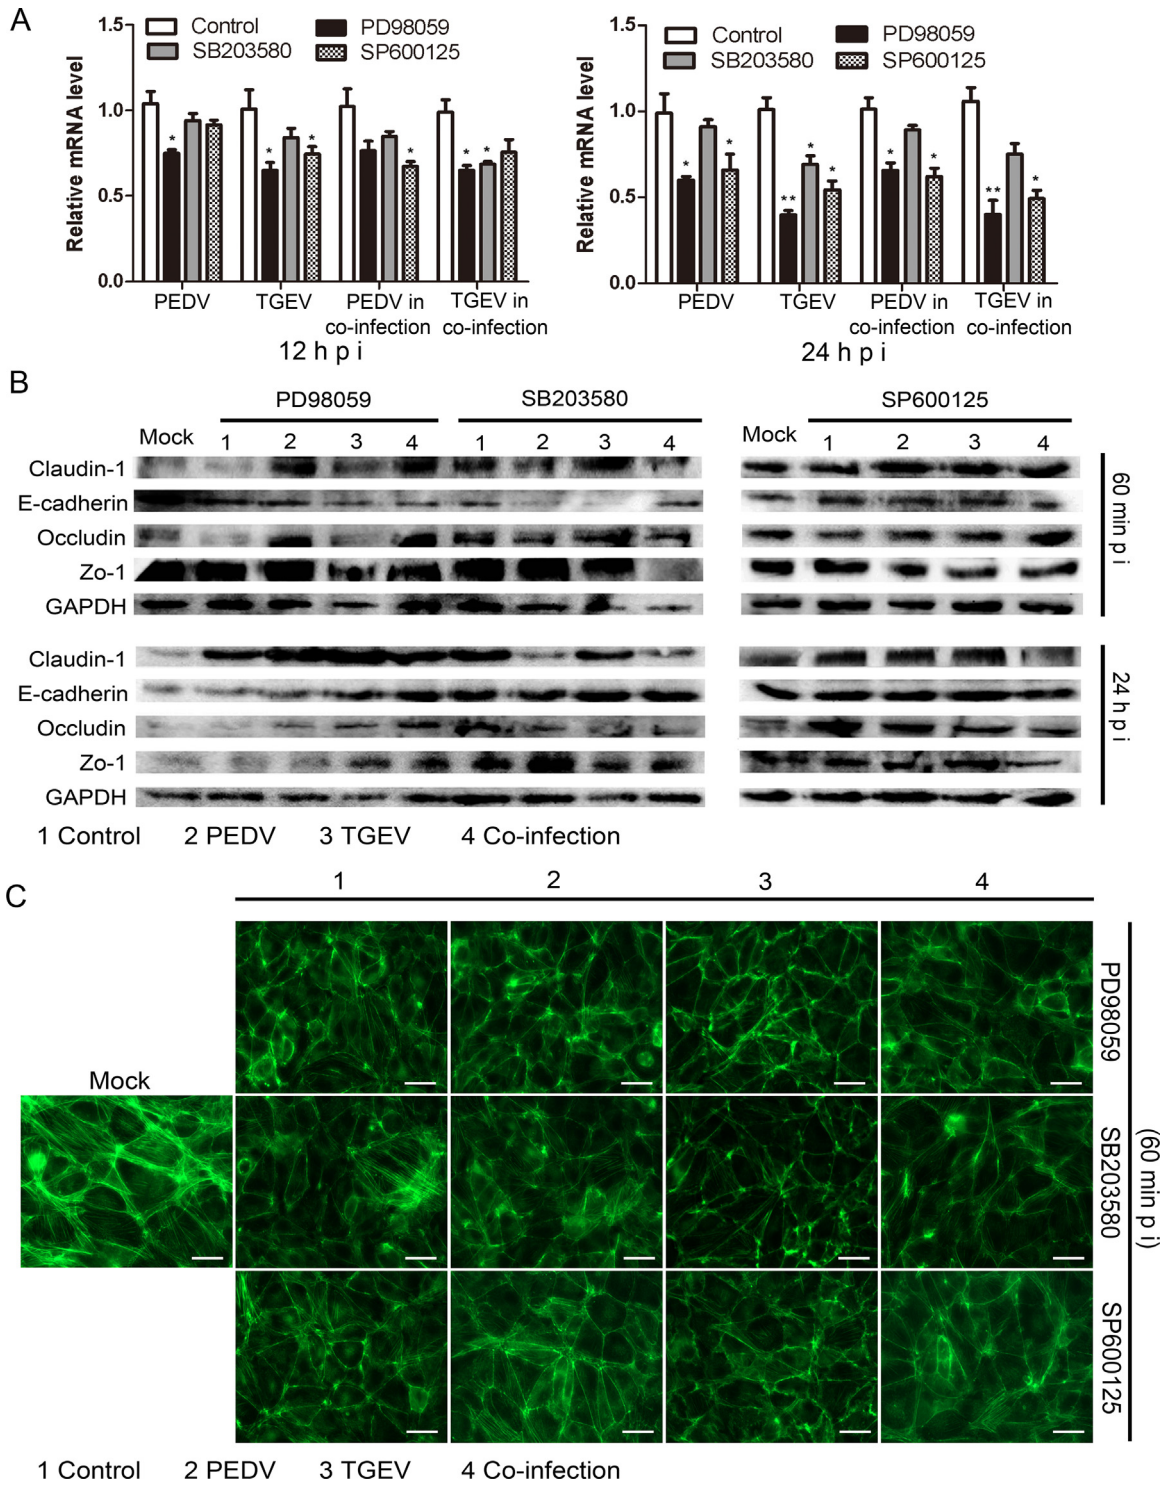 A
Relative mRNA level
1.5
1.0
0.5
0.0
Control
PD98059
SB203580
SP600125
*
*
*
*
*
*
PEDV
TGEV
PEDV in co-infection
TGEV in co-infection
12 h p i
Relative mRNA level
1.5
1.0
0.5
0.0
Control
PD98059
SB203580
SP600125
*
*
**
*
*
*
*
**
*
PEDV
TGEV
PEDV in co-infection
TGEV in co-infection
24 h p i
B
PD98059
SB203580
SP600125
Mock 1 2 3 4 1 2 3 4 Mock 1 2 3 4
Claudin-1
E-cadherin
Occludin
Zo-1
GAPDH
60 min p i
Claudin-1
E-cadherin
Occludin
Zo-1
GAPDH
24 h p i
1 Control 2 PEDV 3 TGEV 4 Co-infection
C
1 2 3 4
Mock
PD98059
SB203580
SP600125
(60 min p i)
1 Control 2 PEDV 3 TGEV 4 Co-infection